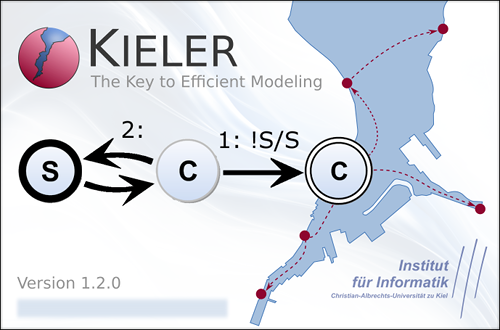 KIELER
The Key to Efficient Modeling
2:
1: !S/S
S
C
C
Institut
für Informatik
Christian-Albrechts-Universität zu Kiel
Version 1.2.0